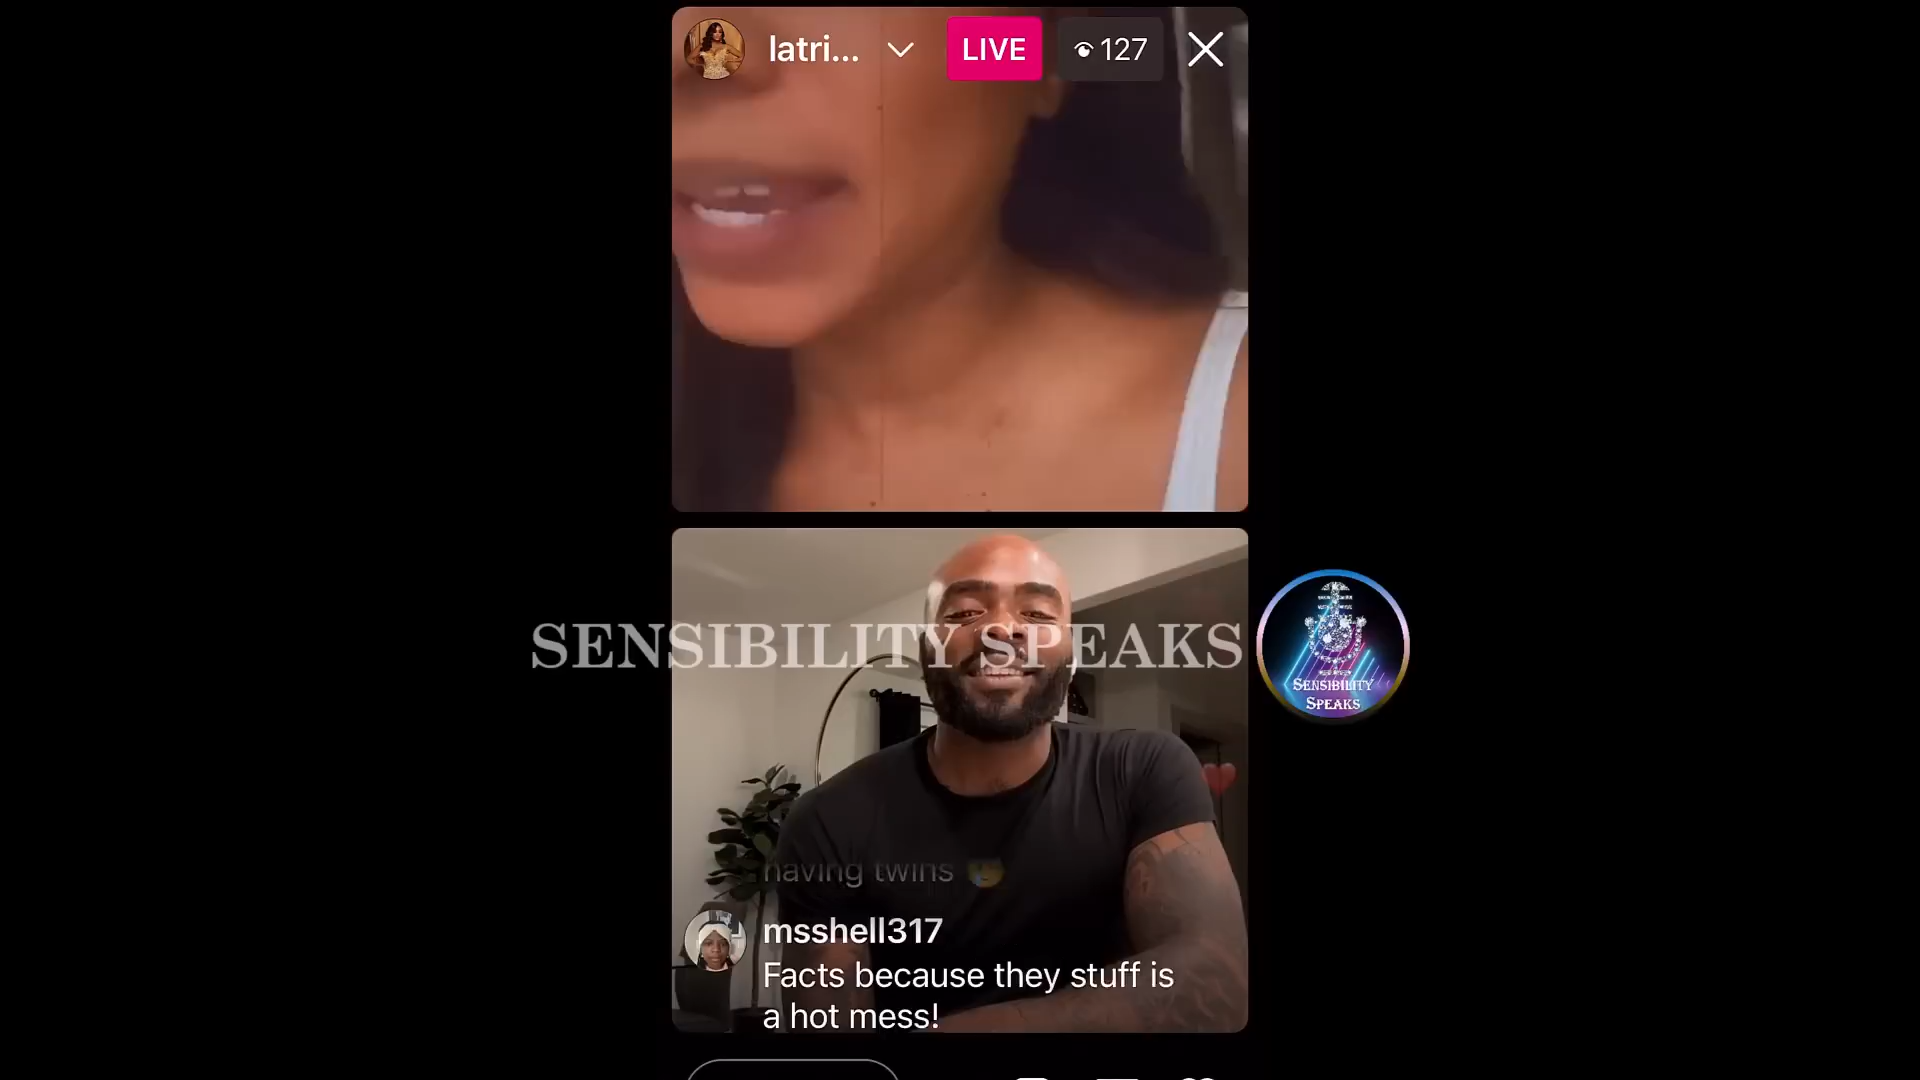 latri...
LIVE
127
SENSIBILITY SPEAKS
SENSIBILITY
SPEAKS
having twins
msshell317
Facts because they stuff is
a hot mess!